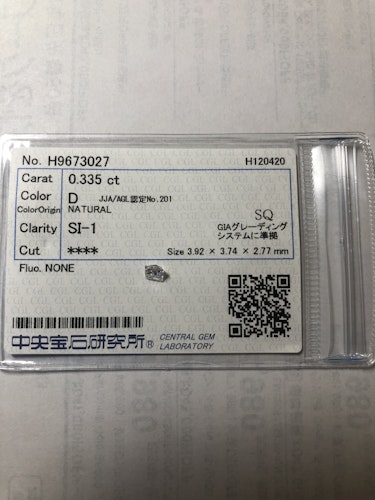 No. H9673027 H120420
Carat 0.335 ct
Color D JJA/AGL認定No.201
ColorOrigin NATURAL
SQ
Clarity SI-1 GIAグレーディング
システムに準拠
Cut **** Size 3.92 × 3.74 × 2.77 mm
Fluo. NONE
中央宝石研究所® CENTRAL GEM
LABORATORY